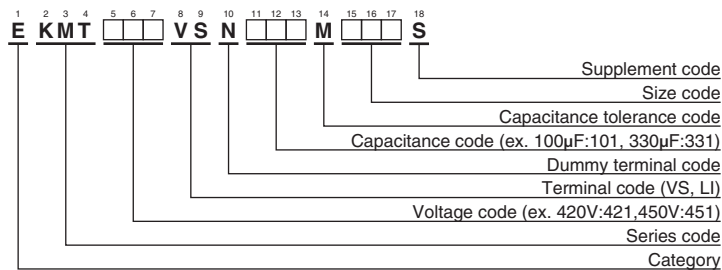 1 2 3 4 5 6 7 8 9 10 11 12 13 14 15 16 17 18
E KMT □□□ VS N □□□ M □□□ S
Supplement code
Size code
Capacitance tolerance code
Capacitance code (ex. 100µF:101, 330µF:331)
Dummy terminal code
Terminal code (VS, LI)
Voltage code (ex. 420V:421,450V:451)
Series code
Category